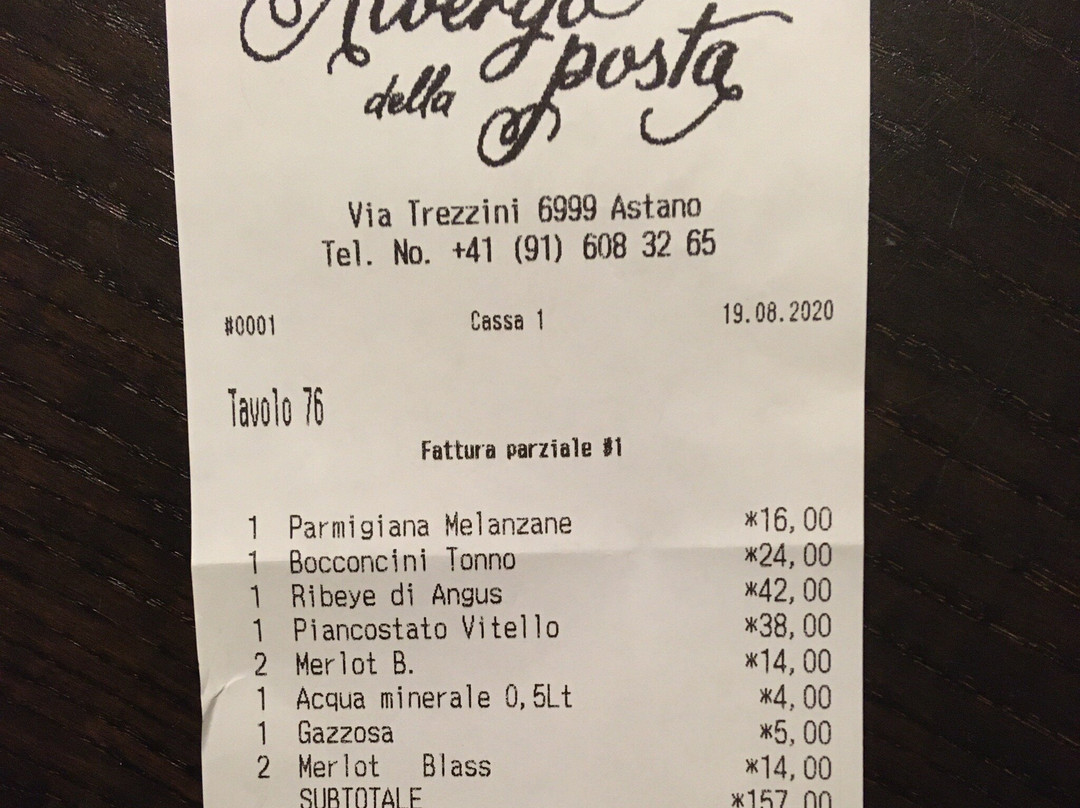 Albergo
della posta
Via Trezzini 6999 Astano
Tel. No. +41 (91) 608 32 65
#0001 Cassa 1 19.08.2020
Tavolo 76
Fattura parziale #1
1 Parmigiana Melanzane *16,00
1 Bocconcini Tonno *24,00
1 Ribeye di Angus *42,00
1 Piancostato Vitello *38,00
2 Merlot B. *14,00
1 Acqua minerale 0,5Lt *4,00
1 Gazzosa *5,00
2 Merlot Blass *14,00
SUBTOTALE *157,00